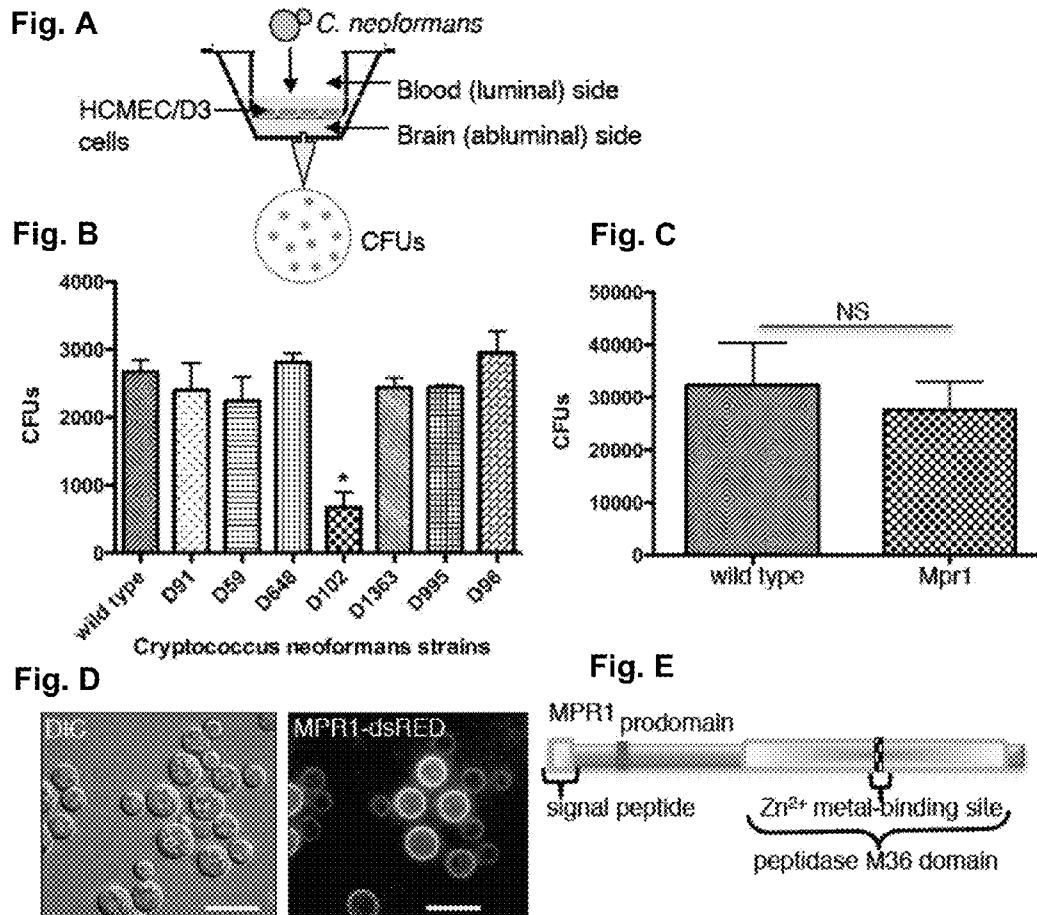 Fig. A
C. neoformans
Blood (luminal) side
HCMEC/D3
cells
Brain (abluminal) side
CFUs
Fig. B
4000
3000
2000
1000
0
CFUs
*
wild type
D91
D59
D648
D102
D1363
D995
D96
Cryptococcus neoformans strains
Fig. C
50000
40000
30000
20000
10000
0
CFUs
NS
wild type
Mpr1
Fig. D
DIC
MPR1-dsRED
Fig. E
MPR1
prodomain
signal peptide
Zn2+ metal-binding site
peptidase M36 domain